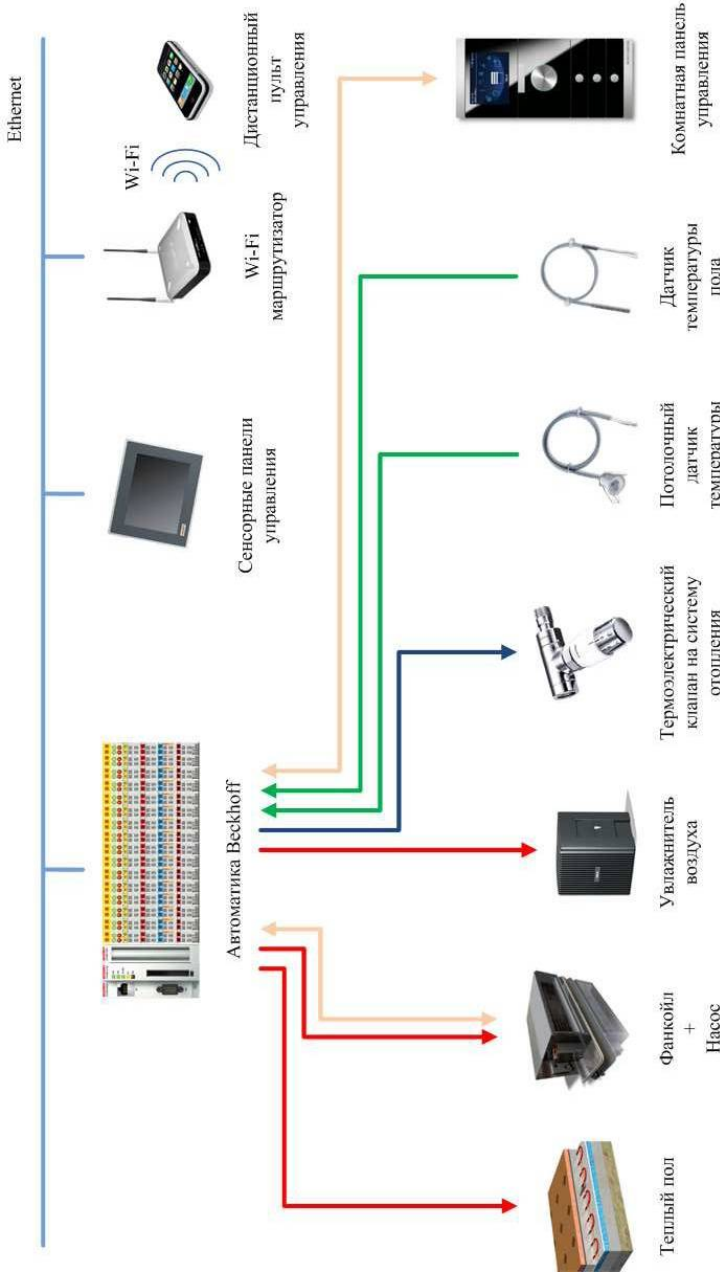 Ethernet
Wi-Fi
Сенсорные панели
управления
Wi-Fi
маршрутизатор
Дистанционный
пульт
управления
Автоматика Beckhoff
Теплый пол
Фанкойл
+
Насос
Увлажнитель
воздуха
Термоэлектрический
клапан на систему
отопления
Потолочный
датчик
температуры
Датчик
температуры
пола
Комнатная панель
управления